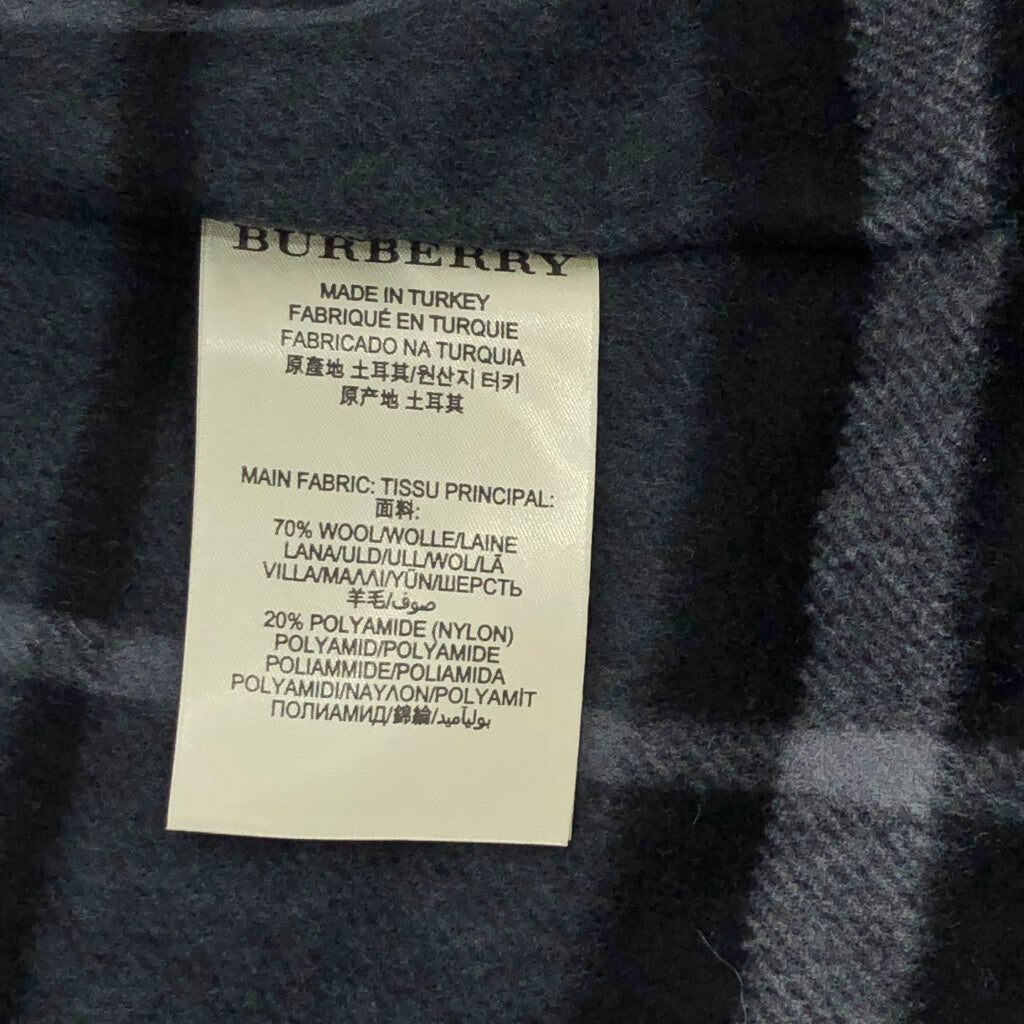 BURBERRY
MADE IN TURKEY
FABRIQUÉ EN TURQUIE
FABRICADO NA TURQUIA
原產地 土耳其/원산지 터키
原产地 土耳其
MAIN FABRIC: TISSU PRINCIPAL:
面料:
70% WOOL/WOLLE/LAINE
LANA/ULD/ULL/WOL/LÃ
VILLA/ΜΑΛΛΙ/YÜN/ШЕРСТЬ
羊毛/صوف
20% POLYAMIDE (NYLON)
POLYAMID/POLYAMIDE
POLIAMMIDE/POLIAMIDA
POLYAMIDI/ΝΑΥΛΟΝ/POLYAMİT
ПОЛИАМИД/錦綸/بوليآميد